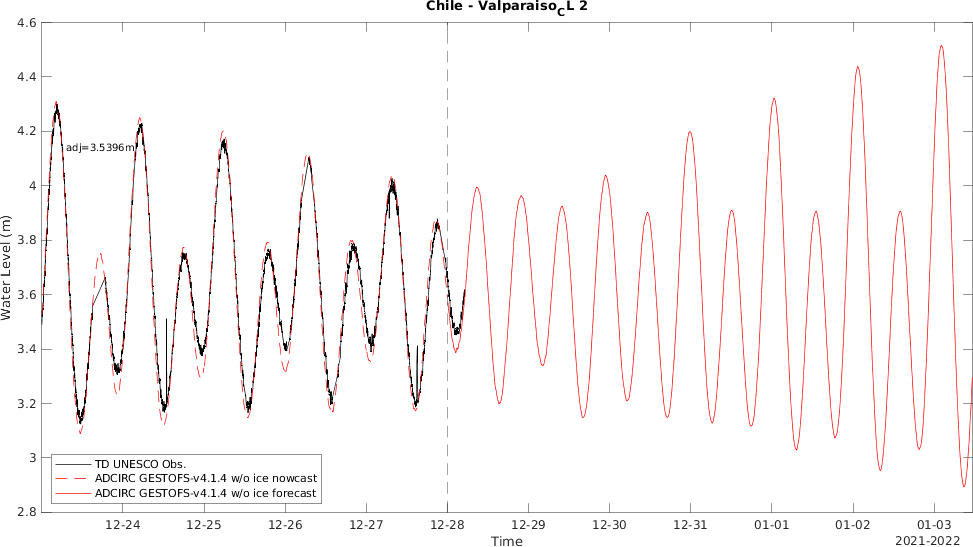 Chile - Valparaiso_CL 2
4.6
4.4
4.2
4
3.8
3.6
3.4
3.2
3
2.8
Water Level (m)
adj=3.5396m
TD UNESCO Obs.
ADCIRC GESTOFS-v4.1.4 w/o ice nowcast
ADCIRC GESTOFS-v4.1.4 w/o ice forecast
12-24 12-25 12-26 12-27 12-28 12-29 12-30 12-31 01-01 01-02 01-03
Time
2021-2022